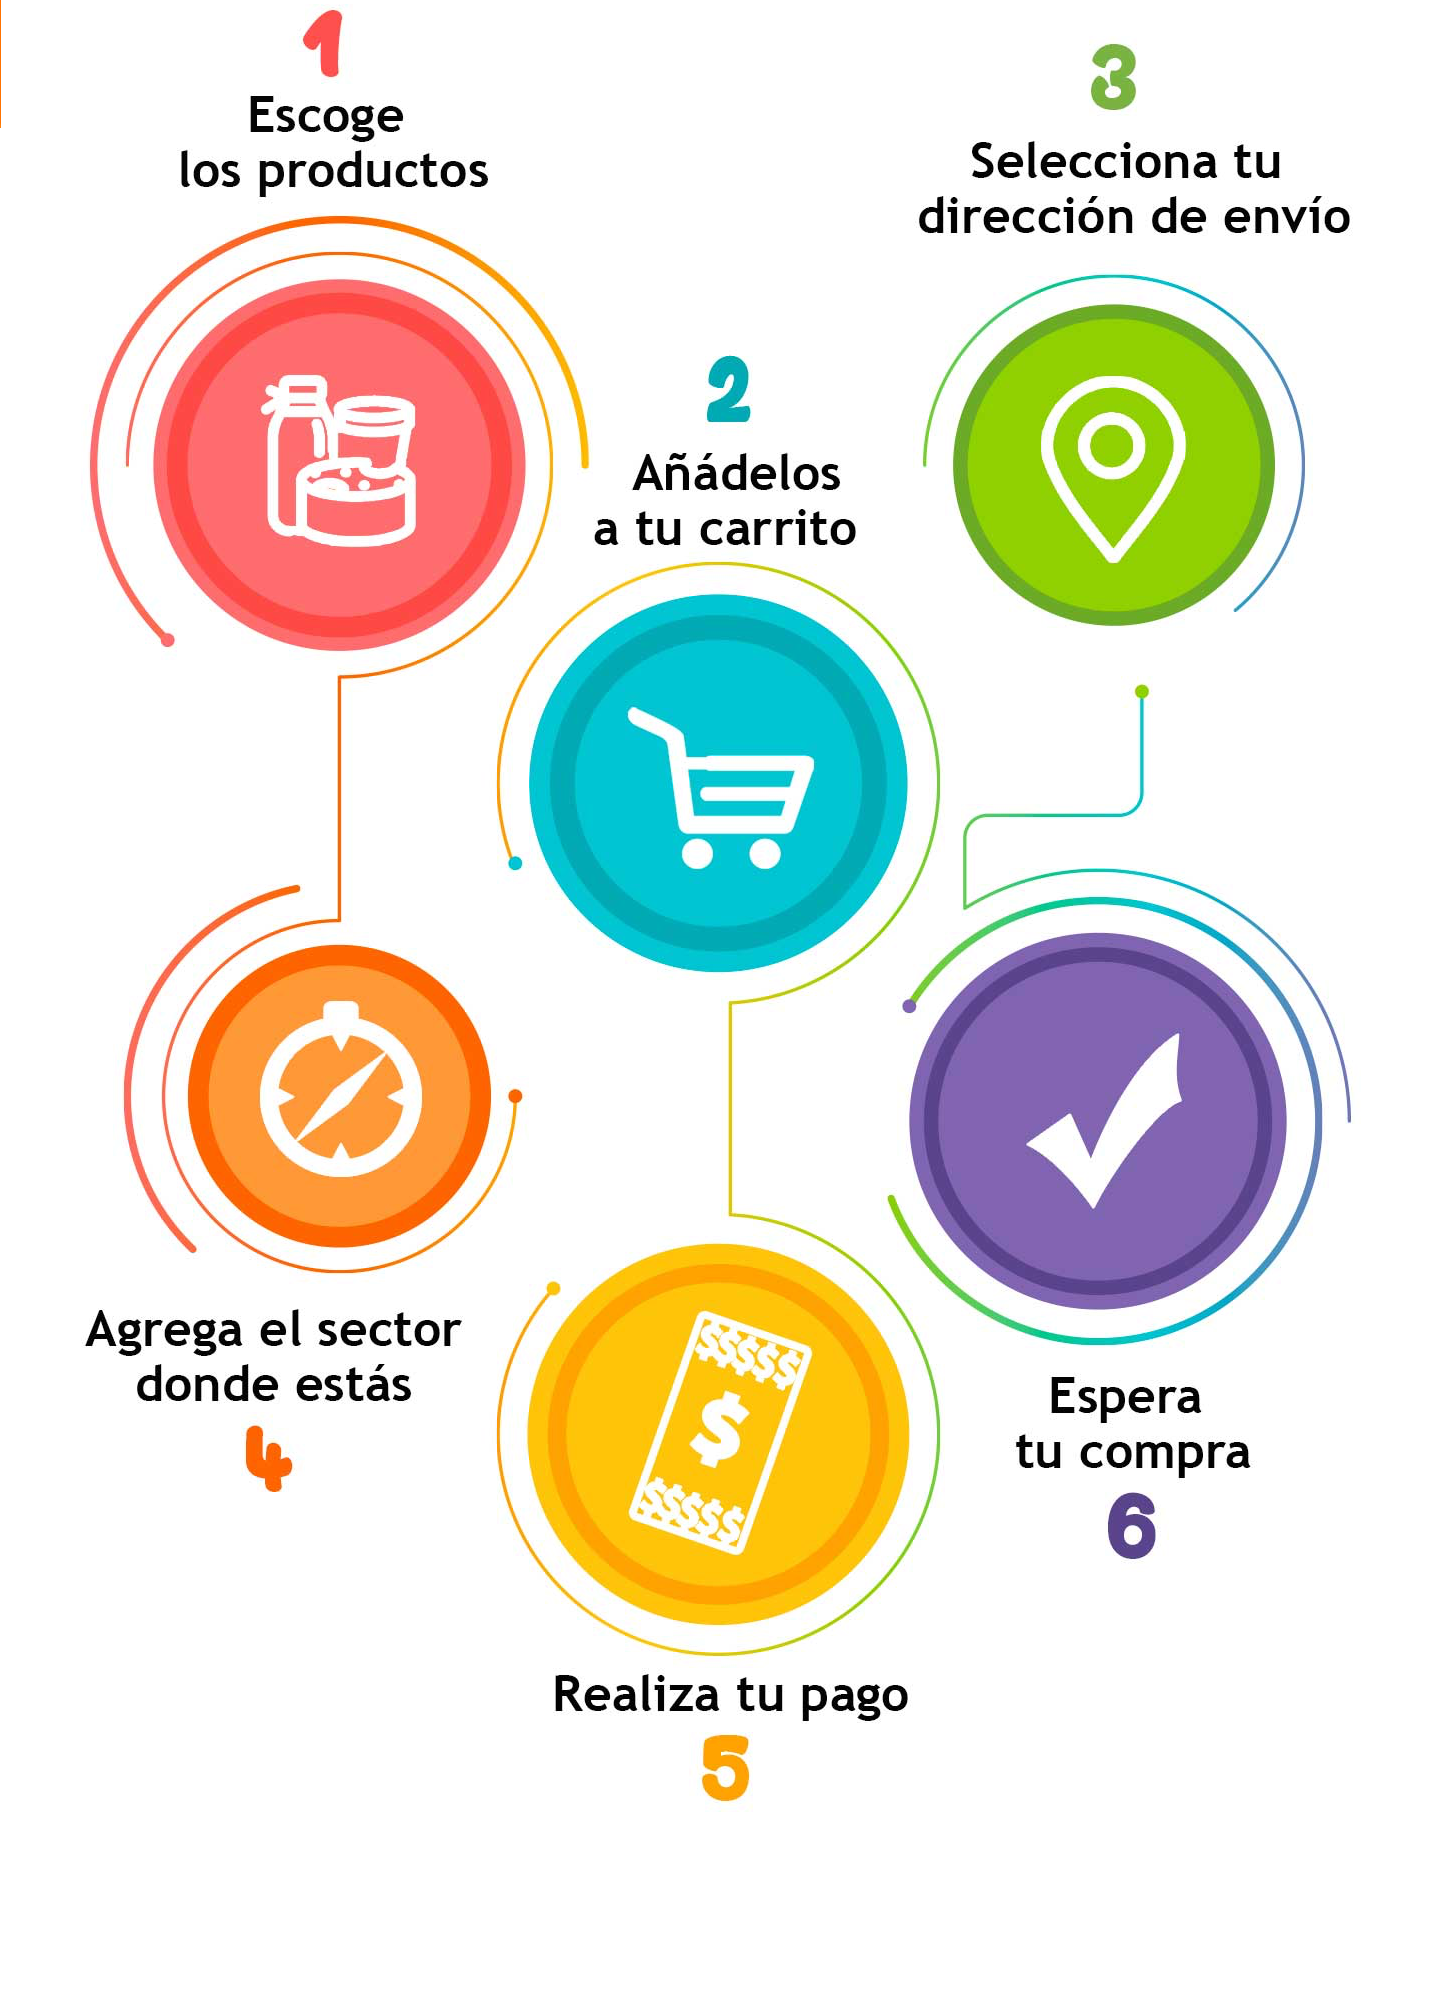 1
Escoge
los productos
2
Añádelos
a tu carrito
3
Selecciona tu
dirección de envío
Agrega el sector
donde estás
4
$$$$$
$
$$$$$
Realiza tu pago
5
Espera
tu compra
6